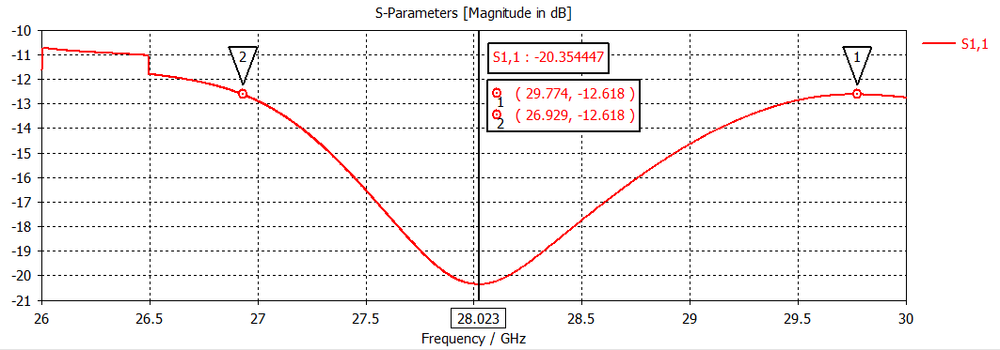 S-Parameters [Magnitude in dB]
-10
-11
-12
-13
-14
-15
-16
-17
-18
-19
-20
-21
2
1
S1,1 : -20.354447
1 ( 29.774, -12.618 )
2 ( 26.929, -12.618 )
S1,1
26 26.5 27 27.5 28.023 28.5 29 29.5 30
Frequency / GHz